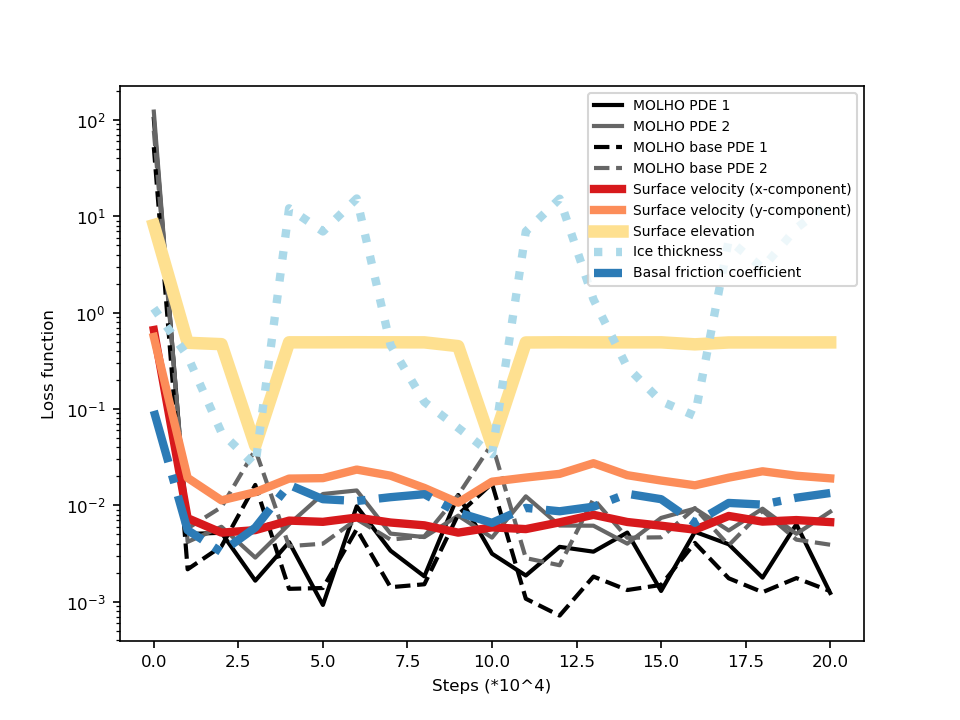 10^2
10^1
10^0
10^−1
10^−2
10^−3
Loss function
MOLHO PDE 1
MOLHO PDE 2
MOLHO base PDE 1
MOLHO base PDE 2
Surface velocity (x-component)
Surface velocity (y-component)
Surface elevation
Ice thickness
Basal friction coefficient
0.0 2.5 5.0 7.5 10.0 12.5 15.0 17.5 20.0
Steps (*10^4)